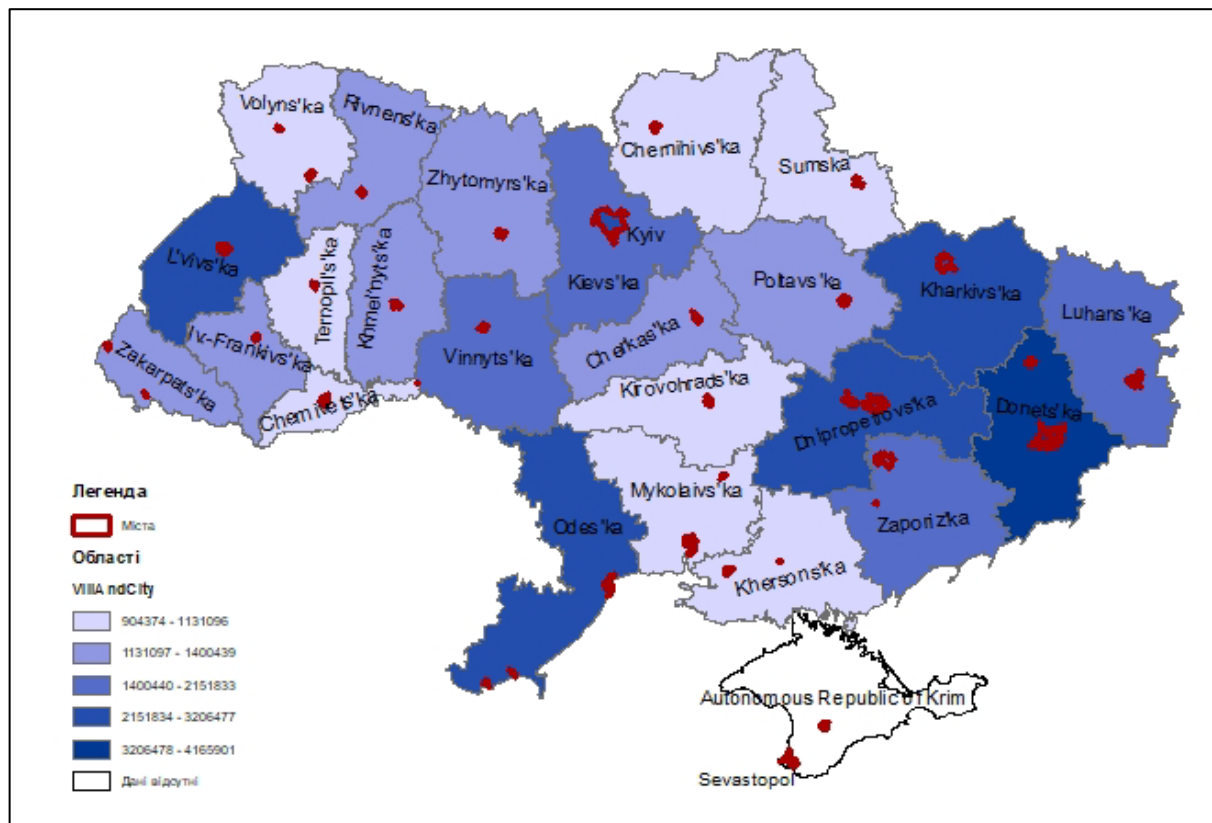 Volyns'ka
Rivnens'ka
Zhytomyrs'ka
Chernihivs'ka
Sumska
L'vivs'ka
Ternopil's'ka
Khmel'nyts'ka
Kyiv
Kievs'ka
Poltavs'ka
Kharkivs'ka
Luhans'ka
Zakarpats'ka
Iv.-Frankivs'ka
Vinnyts'ka
Cherkas'ka
Chernivets'ka
Kirovohrads'ka
Dnipropetrovs'ka
Donets'ka
Mykolaivs'ka
Odes'ka
Zaporiz'ka
Khersons'ka
Autonomous Republic of Krim
Sevastopol
Легенда
Міста
Області
VillAndCity
904374 - 1131096
1131097 - 1400439
1400440 - 2151833
2151834 - 3206477
3206478 - 4165901
Дані відсутні